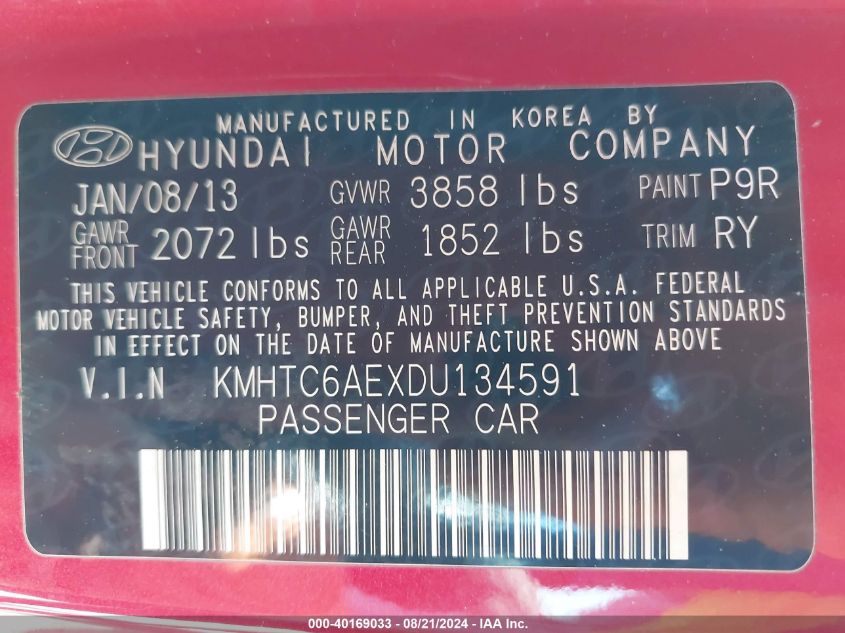 MANUFACTURED IN KOREA BY
HYUNDAI MOTOR COMPANY
JAN/08/13 GVWR 3858 lbs PAINT P9R
GAWR FRONT 2072 lbs GAWR REAR 1852 lbs TRIM RY
THIS VEHICLE CONFORMS TO ALL APPLICABLE U.S.A. FEDERAL
MOTOR VEHICLE SAFETY, BUMPER, AND THEFT PREVENTION STANDARDS
IN EFFECT ON THE DATE OF MANUFACTURE SHOWN ABOVE
V.I.N KMHTC6AEXDU134591
PASSENGER CAR
000-40169033 - 08/21/2024 - IAA Inc.